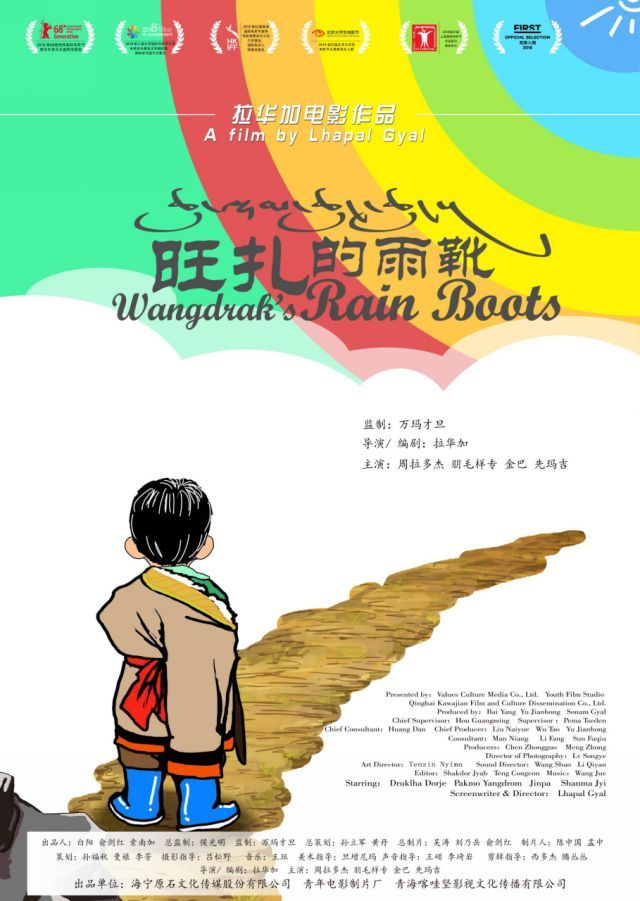 68
Generation
2018
HK
IFF
FIRST
OFFICIAL SELECTION
2018
拉华加电影作品
A film by Lhapal Gyal
旺扎的雨靴
Wangdrak's Rain Boots
监制：万玛才旦
导演/ 编剧：拉华加
主演：周拉多杰 朋毛样专 金巴 先玛吉
Presented by：Values Culture Media Co., Ltd. Youth Film Studio
Qinghai Kawajian Film and Culture Dissemination Co., Ltd.
Produced by：Bai Yang Yu Jianhong Sonam Gyal
Chief Supervisor：Hou Guangming Supervisor：Pema Tseden
Chief Consultant：Huang Dan Chief Producer：Liu Naiyue Wu Tao Yu Jianhong
Consultant：Man Niang Li Fang Sun Fuqiu
Producers：Chen Zhongguo Meng Zhong
Director of Photography：Lv Songye
Art Director：Tenzin Nyima Sound Director：Wang Shuo Li Qiyan
Editor：Shakdor Jyab Teng Congcon Music：Wang Jue
Starring：Druklha Dorje Pakmo Yangdrom Jinpa Shanma Jyi
Screenwriter & Director：Lhapal Gyal
出品人：白阳 俞剑红 索南加 总监制：侯光明 监制：万玛才旦 总策划：孙立军 黄丹 总制片：吴涛 刘乃岳 俞剑红 制片人：陈中国 孟中
策划：孙福秋 曼娘 李芳 摄影指导：吕松野 音乐：王珏 美术指导：旦增尼玛 声音指导：王硕 李琦岩 剪辑指导：西多杰 腾丛丛
导演/ 编剧：拉华加 主演：周拉多杰 朋毛样专 金巴 先玛吉
出品单位：海宁原石文化传媒股份有限公司 青年电影制片厂 青海喀哇坚影视文化传播有限公司